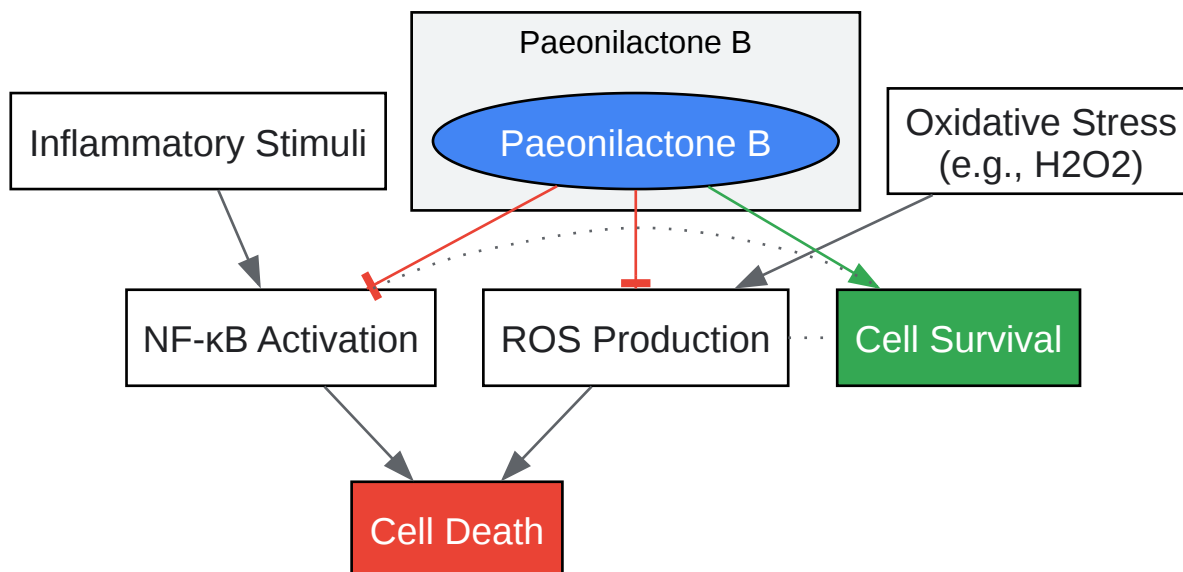 Paeonilactone B
Inflammatory Stimuli
Paeonilactone B
Oxidative Stress
(e.g., H2O2)
NF-κB Activation
ROS Production
Cell Survival
Cell Death